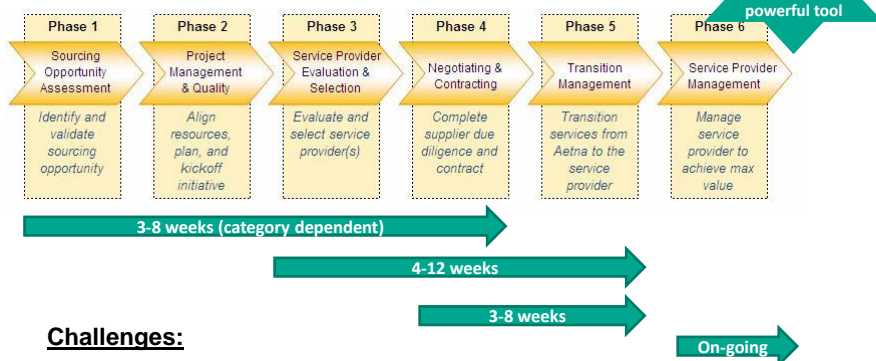 powerful tool
Phase 1
Phase 2
Phase 3
Phase 4
Phase 5
Phase 6
Sourcing
Opportunity
Assessment
Project
Management
& Quality
Service Provider
Evaluation &
Selection
Negotiating &
Contracting
Transition
Management
Service Provider
Management
Identify and
validate
sourcing
opportunity
Align
resources,
plan, and
kickoff
initiative
Evaluate and
select service
provider(s)
Complete
supplier due
diligence and
contract
Transition
services from
Aetna to the
service
provider
Manage
service
provider to
achieve max
value
3-8 weeks (category dependent)
4-12 weeks
3-8 weeks
Challenges:
On-going